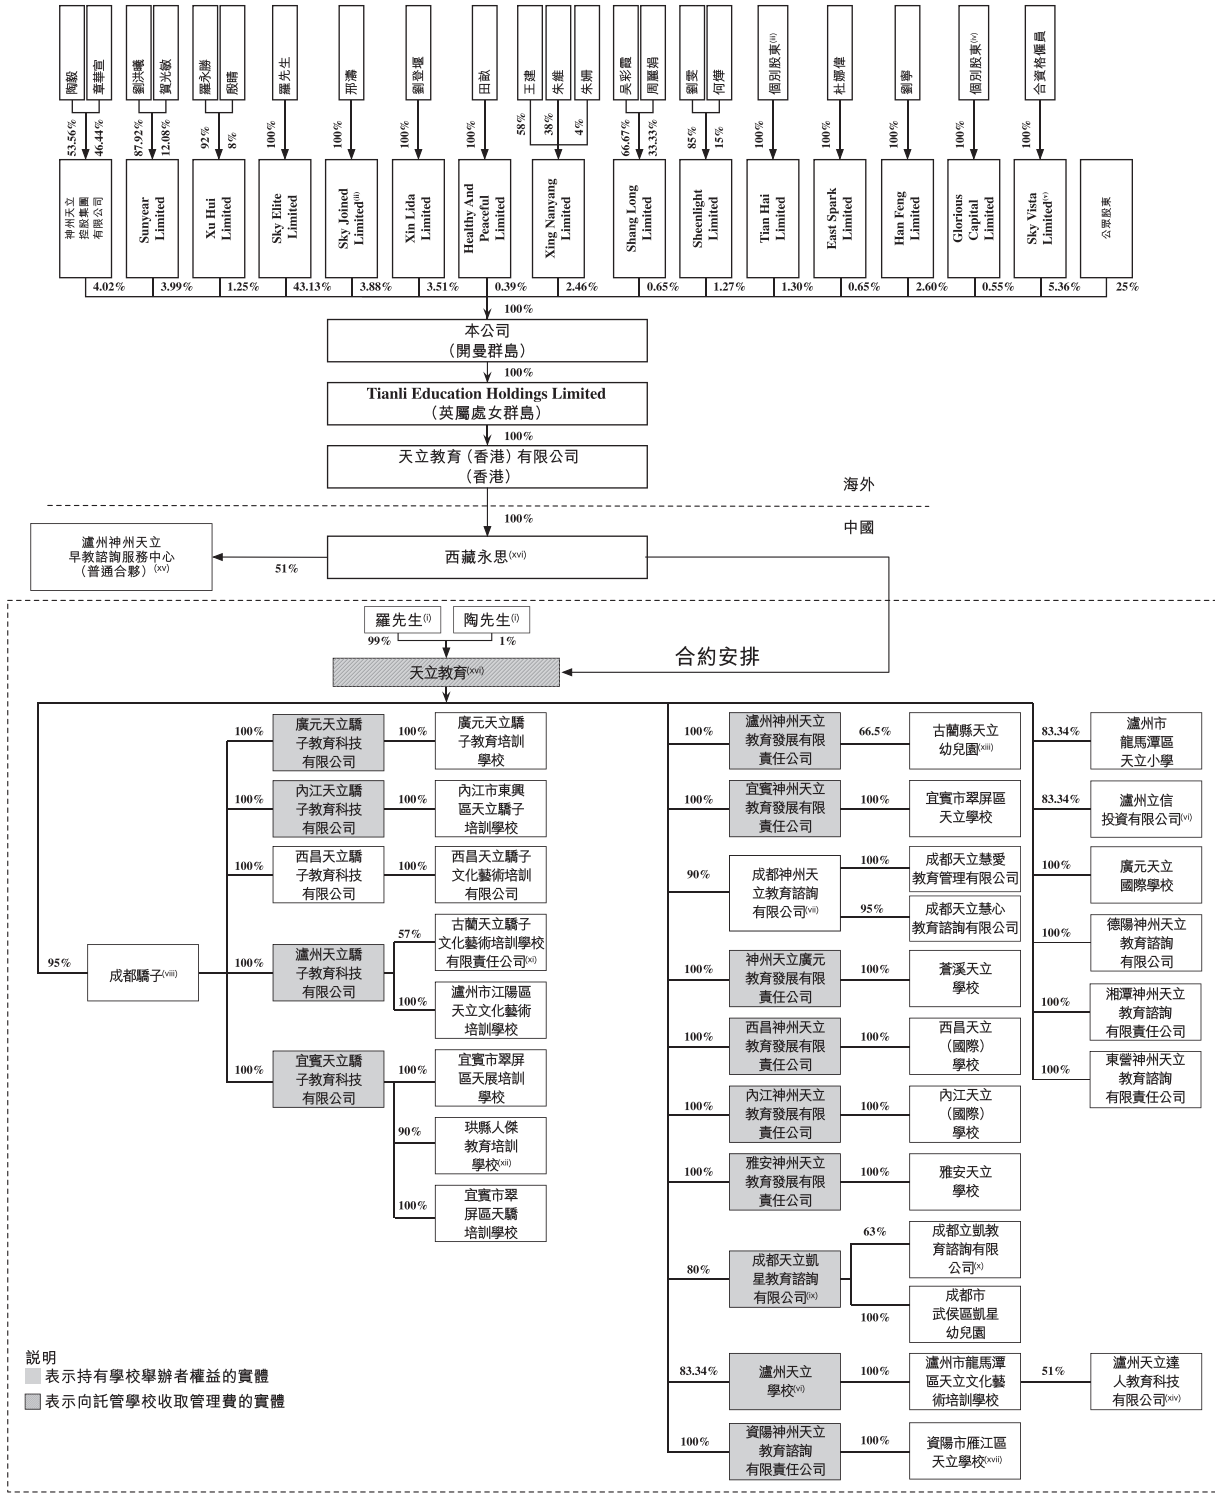 陶毅
章華宣
劉洪曦
賀光敏
羅永勝
殷晴
羅先生
邢濤
劉登堰
田畝
王建
朱維
朱嫻
吳彩霞
周麗娟
劉雯
何燁
個別股東(iii)
杜娜偉
劉寧
個別股東(iv)
合資格僱員
53.56%
46.44%
87.92%
12.08%
92%
8%
100%
100%
100%
100%
58%
38%
4%
66.67%
33.33%
85%
15%
100%
100%
100%
100%
100%
神州天立
控股集團
有限公司
Sunyear
Limited
Xu Hui
Limited
Sky Elite
Limited
Sky Joined
Limited(ii)
Xin Lida
Limited
Healthy And
Peaceful
Limited
Xing Nanyang
Limited
Shang Long
Limited
Sheenlight
Limited
Tian Hai
Limited
East Spark
Limited
Han Feng
Limited
Glorious
Capital
Limited
Sky Vista
Limited(v)
公眾股東
4.02%
3.99%
1.25%
43.13%
3.88%
3.51%
0.39%
2.46%
0.65%
1.27%
1.30%
0.65%
2.60%
0.55%
5.36%
25%
100%
本公司
（開曼群島）
100%
Tianli Education Holdings Limited
（英屬處女群島）
100%
天立教育（香港）有限公司
（香港）
海外
100%
中國
瀘州神州天立
早教諮詢服務中心
（普通合夥）(xv)
51%
西藏永思(xvi)
羅先生(i)
陶先生(i)
99%
1%
合約安排
天立教育(xvi)
95%
成都驕子(viii)
100%
廣元天立驕
子教育科技
有限公司
100%
廣元天立驕
子教育培訓
學校
100%
內江天立驕
子教育科技
有限公司
100%
內江市東興
區天立驕子
培訓學校
100%
西昌天立驕
子教育科技
有限公司
100%
西昌天立驕子
文化藝術培訓
有限公司
100%
瀘州天立驕
子教育科技
有限公司
57%
古藺天立驕子
文化藝術培訓學校
有限責任公司(xi)
100%
瀘州市江陽區
天立文化藝術
培訓學校
100%
宜賓天立驕
子教育科技
有限公司
100%
宜賓市翠屏
區天展培訓
學校
90%
珙縣人傑
教育培訓
學校(xii)
100%
宜賓市翠
屏區天驕
培訓學校
100%
瀘州神州天立
教育發展有限
責任公司
66.5%
古藺縣天立
幼兒園(xiii)
100%
宜賓神州天立
教育發展有限
責任公司
100%
宜賓市翠屏區
天立學校
90%
成都神州天
立教育諮詢
有限公司(vii)
100%
成都天立慧愛
教育管理有限公司
95%
成都天立慧心
教育諮詢有限公司
100%
神州天立廣元
教育發展有限
責任公司
100%
蒼溪天立
學校
100%
西昌神州天立
教育發展有限
責任公司
100%
西昌天立
（國際）
學校
100%
內江神州天立
教育發展有限
責任公司
100%
內江天立
（國際）
學校
100%
雅安神州天立
教育發展有限
責任公司
100%
雅安天立
學校
80%
成都天立凱
星教育諮詢
有限公司(ix)
63%
成都立凱教
育諮詢有限
公司(x)
100%
成都市
武侯區凱星
幼兒園
83.34%
瀘州天立
學校(vi)
100%
瀘州市龍馬潭
區天立文化藝
術培訓學校
51%
瀘州天立達
人教育科技
有限公司(xiv)
100%
資陽神州天立
教育諮詢
有限責任公司
100%
資陽市雁江區
天立學校(xvii)
83.34%
瀘州市
龍馬潭區
天立小學
83.34%
瀘州立信
投資有限公司(vi)
100%
廣元天立
國際學校
100%
德陽神州天立
教育諮詢
有限公司
100%
湘潭神州天立
教育諮詢
有限責任公司
100%
東營神州天立
教育諮詢
有限責任公司
說明
表示持有學校舉辦者權益的實體
表示向託管學校收取管理費的實體